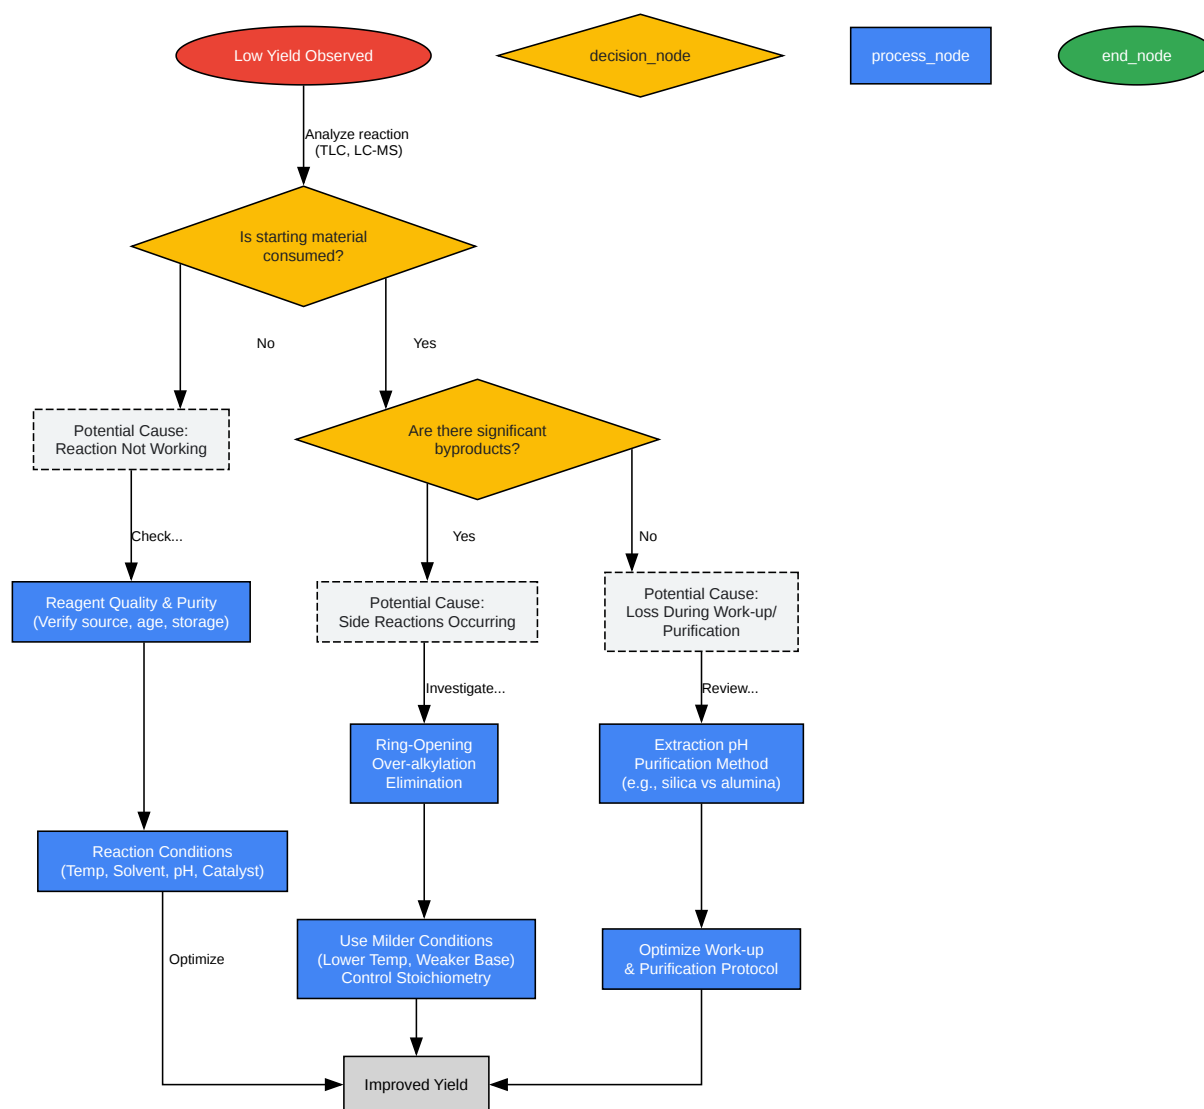 Low Yield Observed
decision_node
process_node
end_node
Analyze reaction
(TLC, LC-MS)
Is starting material
consumed?
No
Yes
Potential Cause:
Reaction Not Working
Are there significant
byproducts?
Check...
Yes
No
Reagent Quality & Purity
(Verify source, age, storage)
Potential Cause:
Side Reactions Occurring
Potential Cause:
Loss During Work-up/
Purification
Investigate...
Review...
Ring-Opening
Over-alkylation
Elimination
Extraction pH
Purification Method
(e.g., silica vs alumina)
Reaction Conditions
(Temp, Solvent, pH, Catalyst)
Optimize
Use Milder Conditions
(Lower Temp, Weaker Base)
Control Stoichiometry
Optimize Work-up
& Purification Protocol
Improved Yield